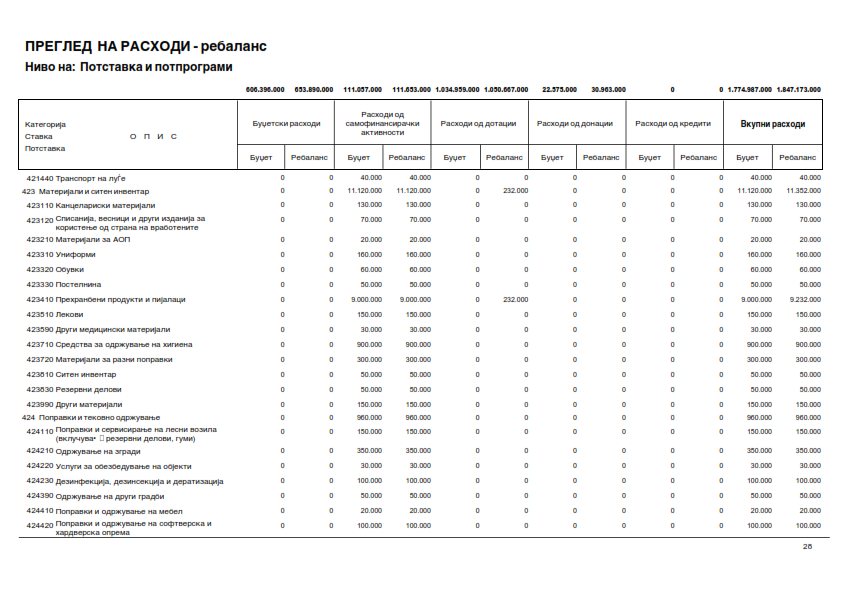 ПРЕГЛЕД НА РАСХОДИ - ребаланс
Ниво на: Потставка и потпрограми
606.396.000 653.890.000 111.057.000 111.653.000 1.034.959.000 1.050.667.000 22.575.000 30.963.000 0 0 1.774.987.000 1.847.173.000
Категорија
Ставка О П И С
Потставка
Буџетски расходи Расходи од самофинансирачки активности Расходи од дотации Расходи од донации Расходи од кредити Вкупни расходи
Буџет Ребаланс Буџет Ребаланс Буџет Ребаланс Буџет Ребаланс Буџет Ребаланс Буџет Ребаланс
421440 Транспорт на луѓе 0 0 40.000 40.000 0 0 0 0 0 0 40.000 40.000
423 Материјали и ситен инвентар 0 0 11.120.000 11.120.000 0 232.000 0 0 0 0 11.120.000 11.352.000
423110 Канцелариски материјали 0 0 130.000 130.000 0 0 0 0 0 0 130.000 130.000
423120 Списанија, весници и други изданија за 0 0 70.000 70.000 0 0 0 0 0 0 70.000 70.000
користење од страна на вработените
423210 Материјали за АОП 0 0 20.000 20.000 0 0 0 0 0 0 20.000 20.000
423310 Униформи 0 0 160.000 160.000 0 0 0 0 0 0 160.000 160.000
423320 Обувки 0 0 60.000 60.000 0 0 0 0 0 0 60.000 60.000
423330 Постелнина 0 0 50.000 50.000 0 0 0 0 0 0 50.000 50.000
423410 Прехранбени продукти и пијалаци 0 0 9.000.000 9.000.000 0 232.000 0 0 0 0 9.000.000 9.232.000
423510 Лекови 0 0 150.000 150.000 0 0 0 0 0 0 150.000 150.000
423590 Други медицински материјали 0 0 30.000 30.000 0 0 0 0 0 0 30.000 30.000
423710 Средства за одржување на хигиена 0 0 900.000 900.000 0 0 0 0 0 0 900.000 900.000
423720 Материјали за разни поправки 0 0 300.000 300.000 0 0 0 0 0 0 300.000 300.000
423810 Ситен инвентар 0 0 50.000 50.000 0 0 0 0 0 0 50.000 50.000
423830 Резервни делови 0 0 50.000 50.000 0 0 0 0 0 0 50.000 50.000
423990 Други материјали 0 0 150.000 150.000 0 0 0 0 0 0 150.000 150.000
424 Поправки и тековно одржување 0 0 960.000 960.000 0 0 0 0 0 0 960.000 960.000
424110 Поправки и сервисирање на лесни возила 0 0 150.000 150.000 0 0 0 0 0 0 150.000 150.000
(вклучува• резервни делови, гуми)
424210 Одржување на згради 0 0 350.000 350.000 0 0 0 0 0 0 350.000 350.000
424220 Услуги за обезбедување на објекти 0 0 30.000 30.000 0 0 0 0 0 0 30.000 30.000
424230 Дезинфекција, дезинсекција и дератизација 0 0 100.000 100.000 0 0 0 0 0 0 100.000 100.000
424390 Одржување на други градби 0 0 50.000 50.000 0 0 0 0 0 0 50.000 50.000
424410 Поправки и одржување на мебел 0 0 20.000 20.000 0 0 0 0 0 0 20.000 20.000
424420 Поправки и одржување на софтверска и 0 0 100.000 100.000 0 0 0 0 0 0 100.000 100.000
хардверска опрема
28